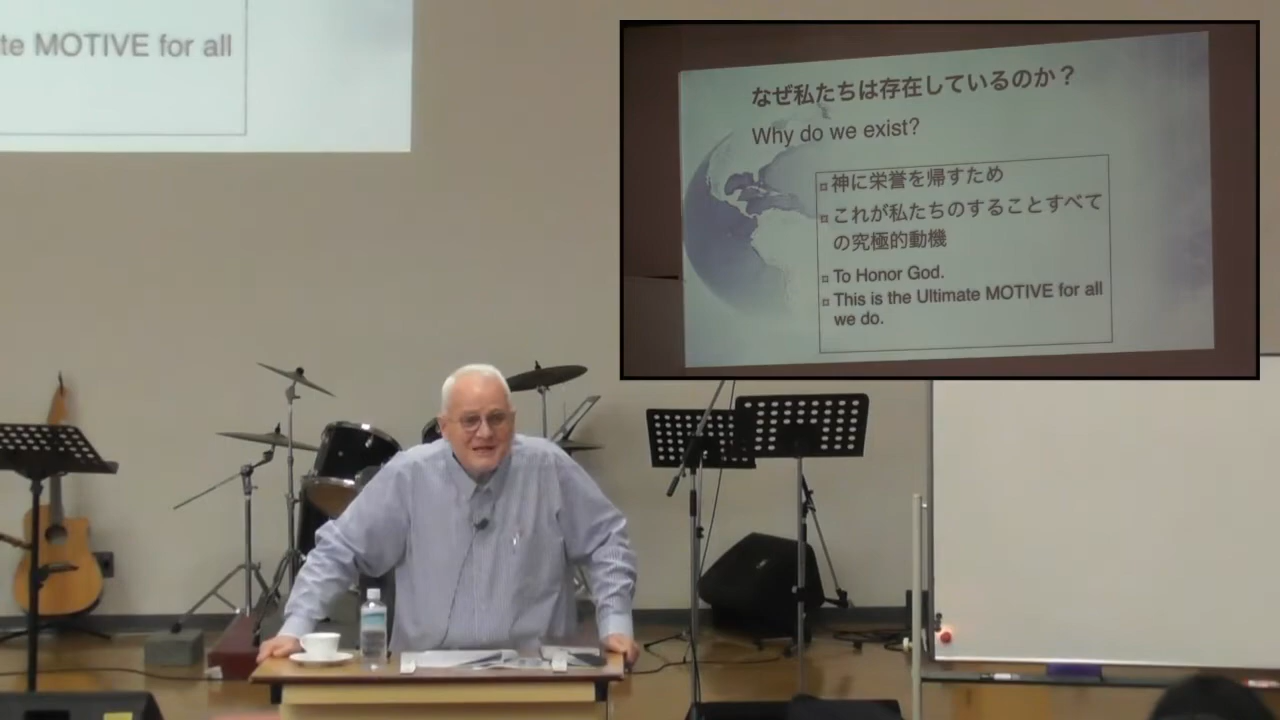 te MOTIVE for all
なぜ私たちは存在しているのか？
Why do we exist?
神に栄誉を帰すため
これが私たちのすることすべて
の究極的動機
To Honor God.
This is the Ultimate MOTIVE for all
we do.